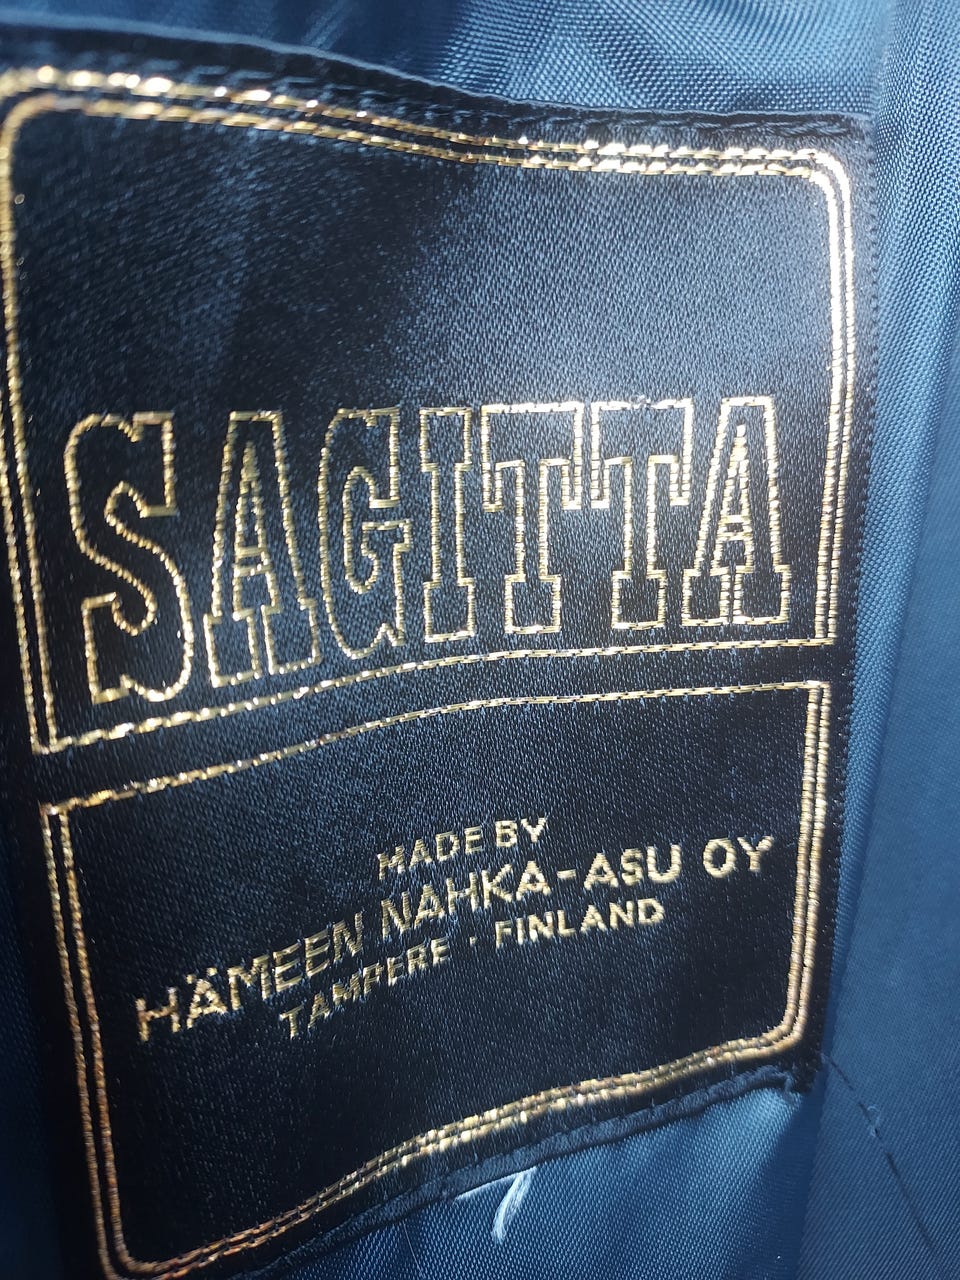 SAGITTA
MADE BY
HÄMEEN NAHKA-ASU OY
TAMPERE · FINLAND